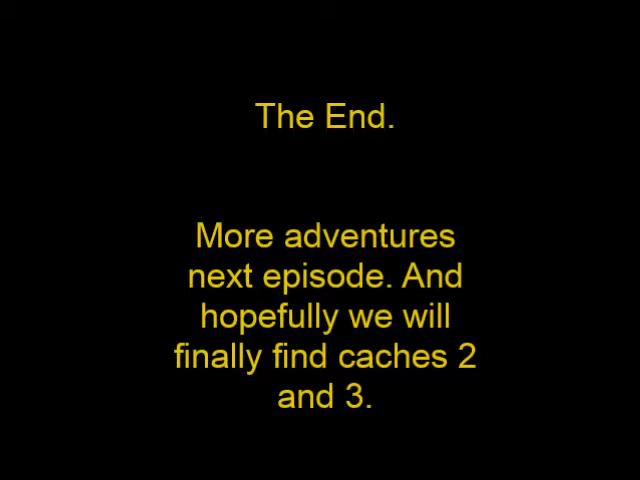 The End.
More adventures
next episode. And
hopefully we will
finally find caches 2
and 3.